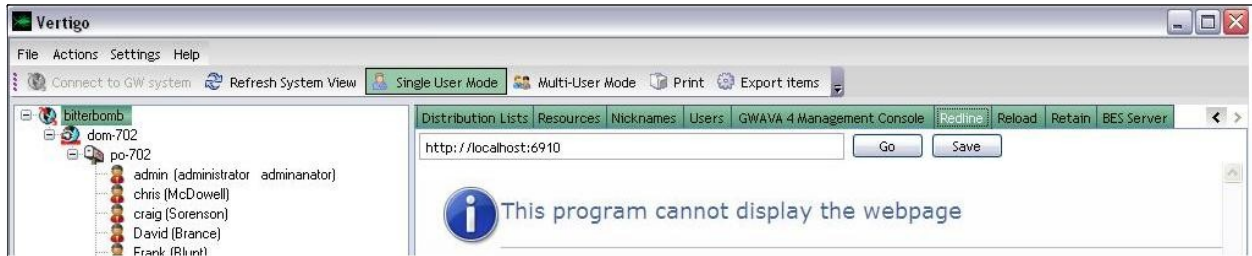 Vertigo
File Actions Settings Help
Connect to GW system Refresh System View Single User Mode Multi-User Mode Print Export items
bitterbomb
dom-702
po-702
admin (administrator adminanator)
chris (McDowell)
craig (Sorenson)
David (Brance)
Frank (Blunt)
Distribution Lists Resources Nicknames Users GWAVA 4 Management Console Redline Reload Retain BES Server
http://localhost:6910 Go Save
This program cannot display the webpage